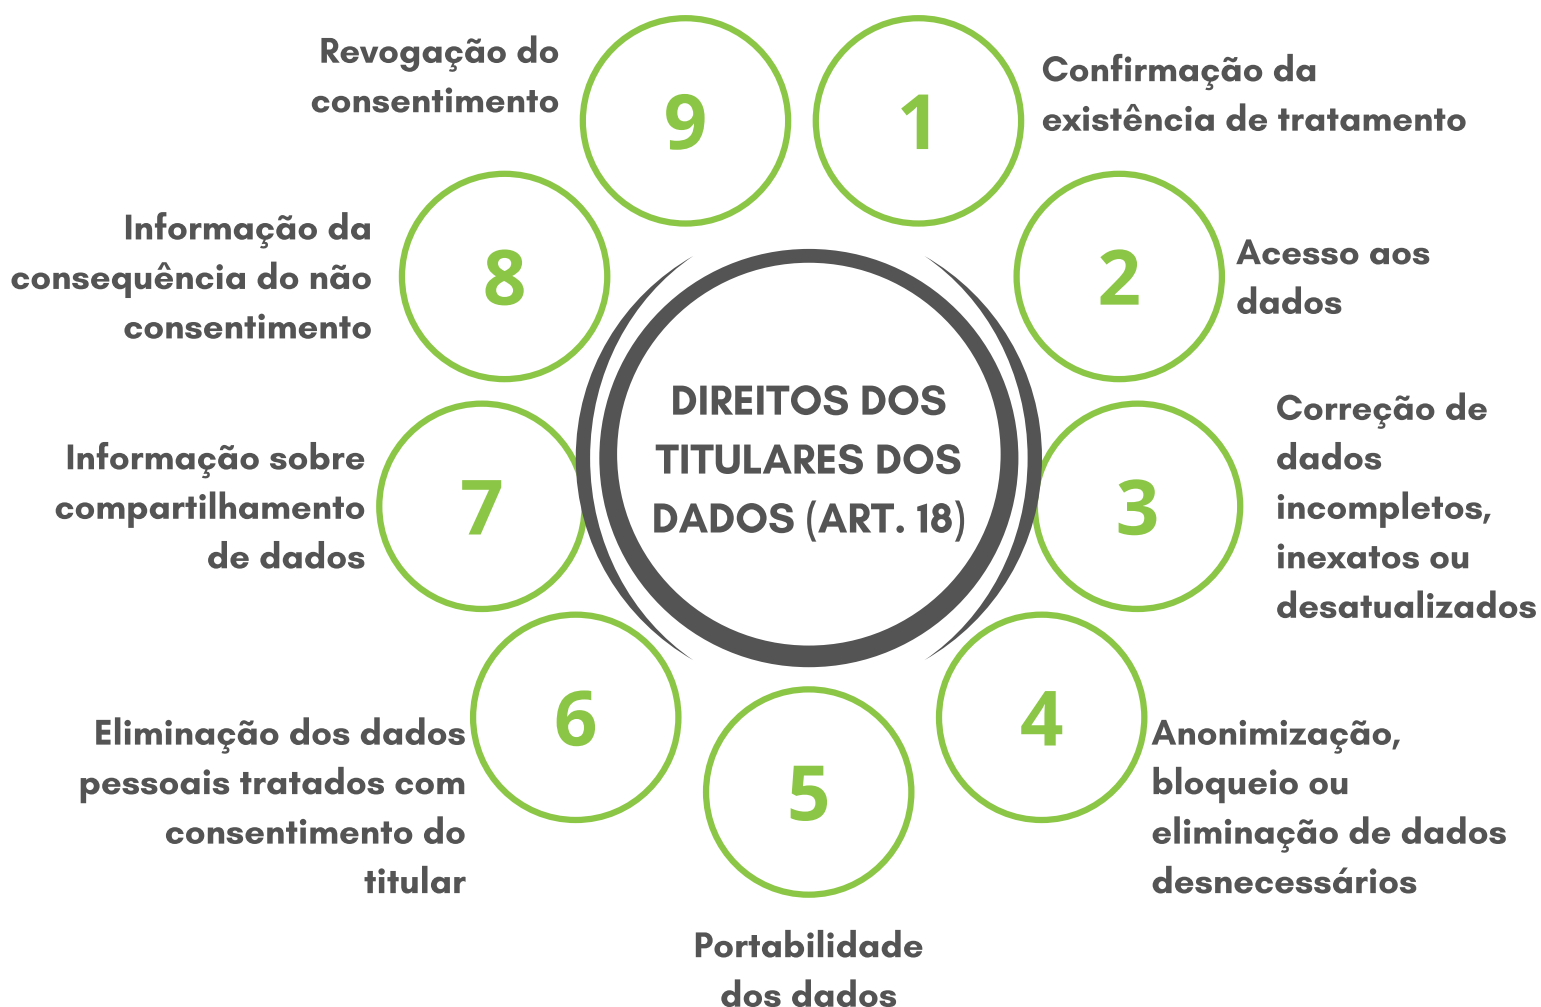 DIREITOS DOS
TITULARES DOS
DADOS (ART. 18)
1
Confirmação da
existência de tratamento
2
Acesso aos
dados
3
Correção de
dados
incompletos,
inexatos ou
desatualizados
4
Anonimização,
bloqueio ou
eliminação de dados
desnecessários
5
Portabilidade
dos dados
6
Eliminação dos dados
pessoais tratados com
consentimento do
titular
7
Informação sobre
compartilhamento
de dados
8
Informação da
consequência do não
consentimento
9
Revogação do
consentimento